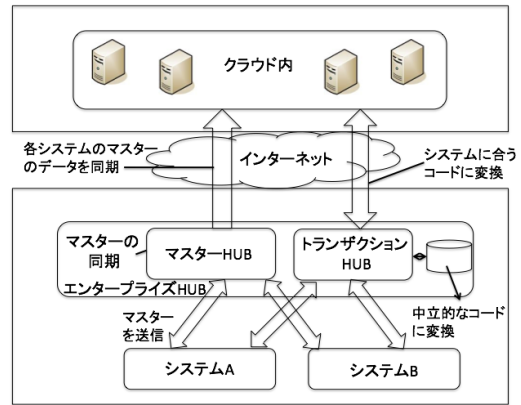 クラウド内
各システムのマスター
のデータを同期
インターネット
システムに合う
コードに変換
マスターの
同期
マスターHUB
トランザクション
HUB
エンタープライズHUB
マスター
を送信
中立的なコード
に変換
システムA
システムB